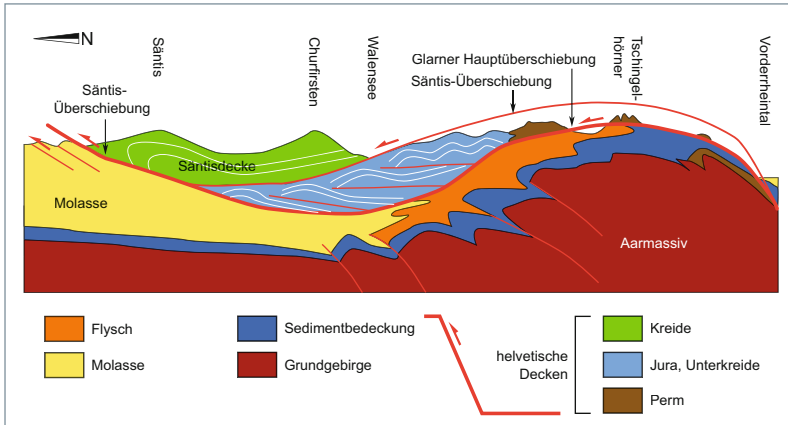 N
Säntis
Churfirsten
Walensee
Glarner Hauptüberschiebung
Säntis-Überschiebung
Tschingel-
hörner
Vorderrheintal
Säntis-
Überschiebung
Säntisdecke
Molasse
Aarmassiv
Flysch
Molasse
Sedimentbedeckung
Grundgebirge
helvetische
Decken
Kreide
Jura, Unterkreide
Perm